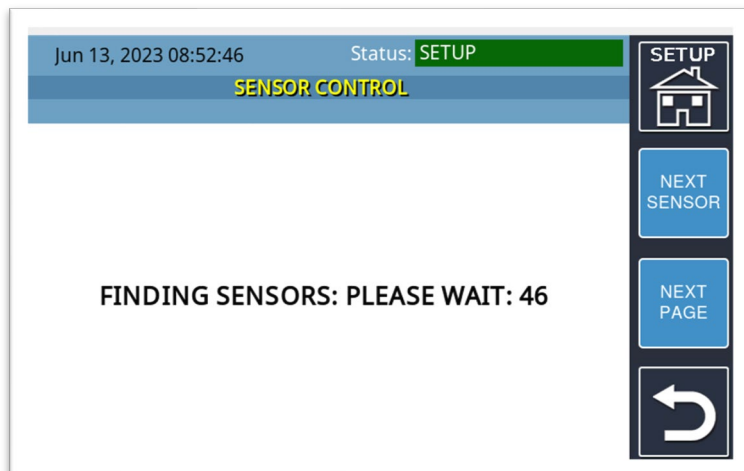 Jun 13, 2023 08:52:46 Status: SETUP
SENSOR CONTROL
FINDING SENSORS: PLEASE WAIT: 46
SETUP
NEXT
SENSOR
NEXT
PAGE